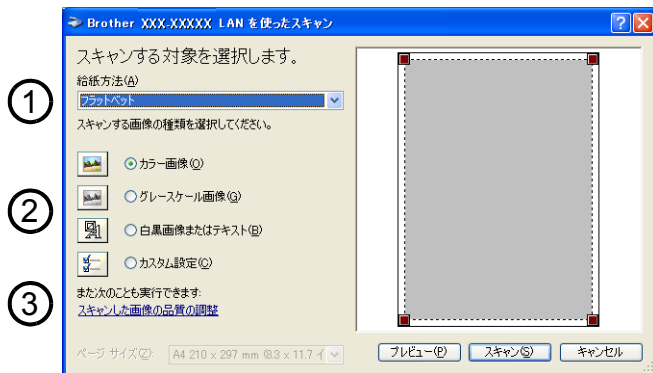 Brother XXX-XXXXX LAN を使ったスキャン
スキャンする対象を選択します。
給紙方法(A)
①
フラットベット
スキャンする画像の種類を選択してください。
カラー画像(O)
②
グレースケール画像(G)
白黒画像またはテキスト(B)
カスタム設定(C)
③
また次のことも実行できます:
スキャンした画像の品質の調整
ページ サイズ(Z):
A4 210 x 297 mm (8.3 x 11.7 イ
プレビュー(P)
スキャン(S)
キャンセル